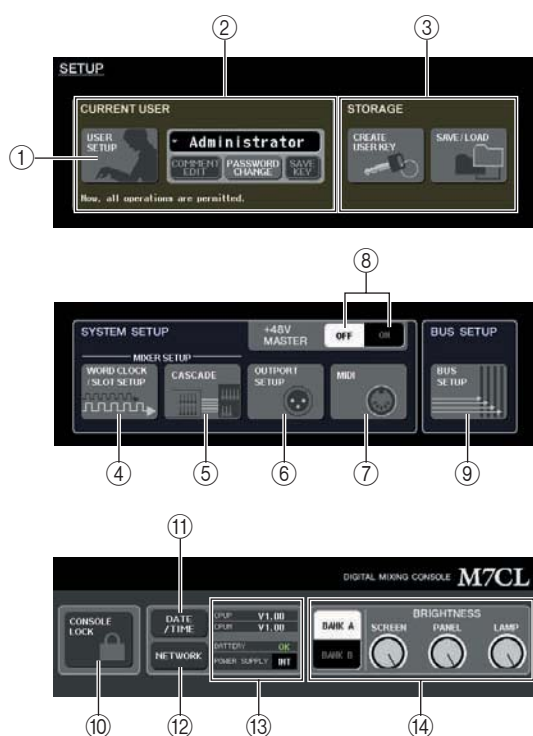 ② ③
SETUP
CURRENT USER STORAGE
USER SETUP
Administrator
COMMENT EDIT PASSWORD CHANGE SAVE KEY
CREATE USER KEY SAVE/LOAD
①
Now, all operations are permitted.
⑧
SYSTEM SETUP +48V MASTER OFF ON BUS SETUP
MIXER SETUP
WORD CLOCK /SLOT SETUP CASCADE OUTPORT SETUP MIDI BUS SETUP
④ ⑤ ⑥ ⑦ ⑨
⑪
DIGITAL MIXING CONSOLE M7CL
CONSOLE LOCK
DATE /TIME
NETWORK
CPUP V1.00
CPUR V1.00
BATTERY OK
POWER SUPPLY INT
BANK A
BANK B
BRIGHTNESS
SCREEN PANEL LAMP
⑩ ⑫ ⑬ ⑭